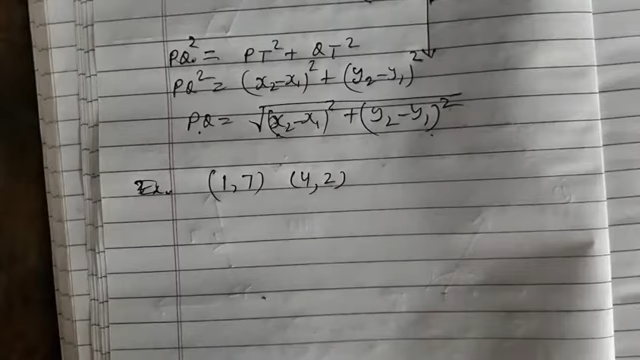 PQ² = PT² + QT²
PQ² = (x₂-x₁)² + (y₂-y₁)²
PQ = √(x₂-x₁)² + (y₂-y₁)²
Ex. (1,7) (4,2)